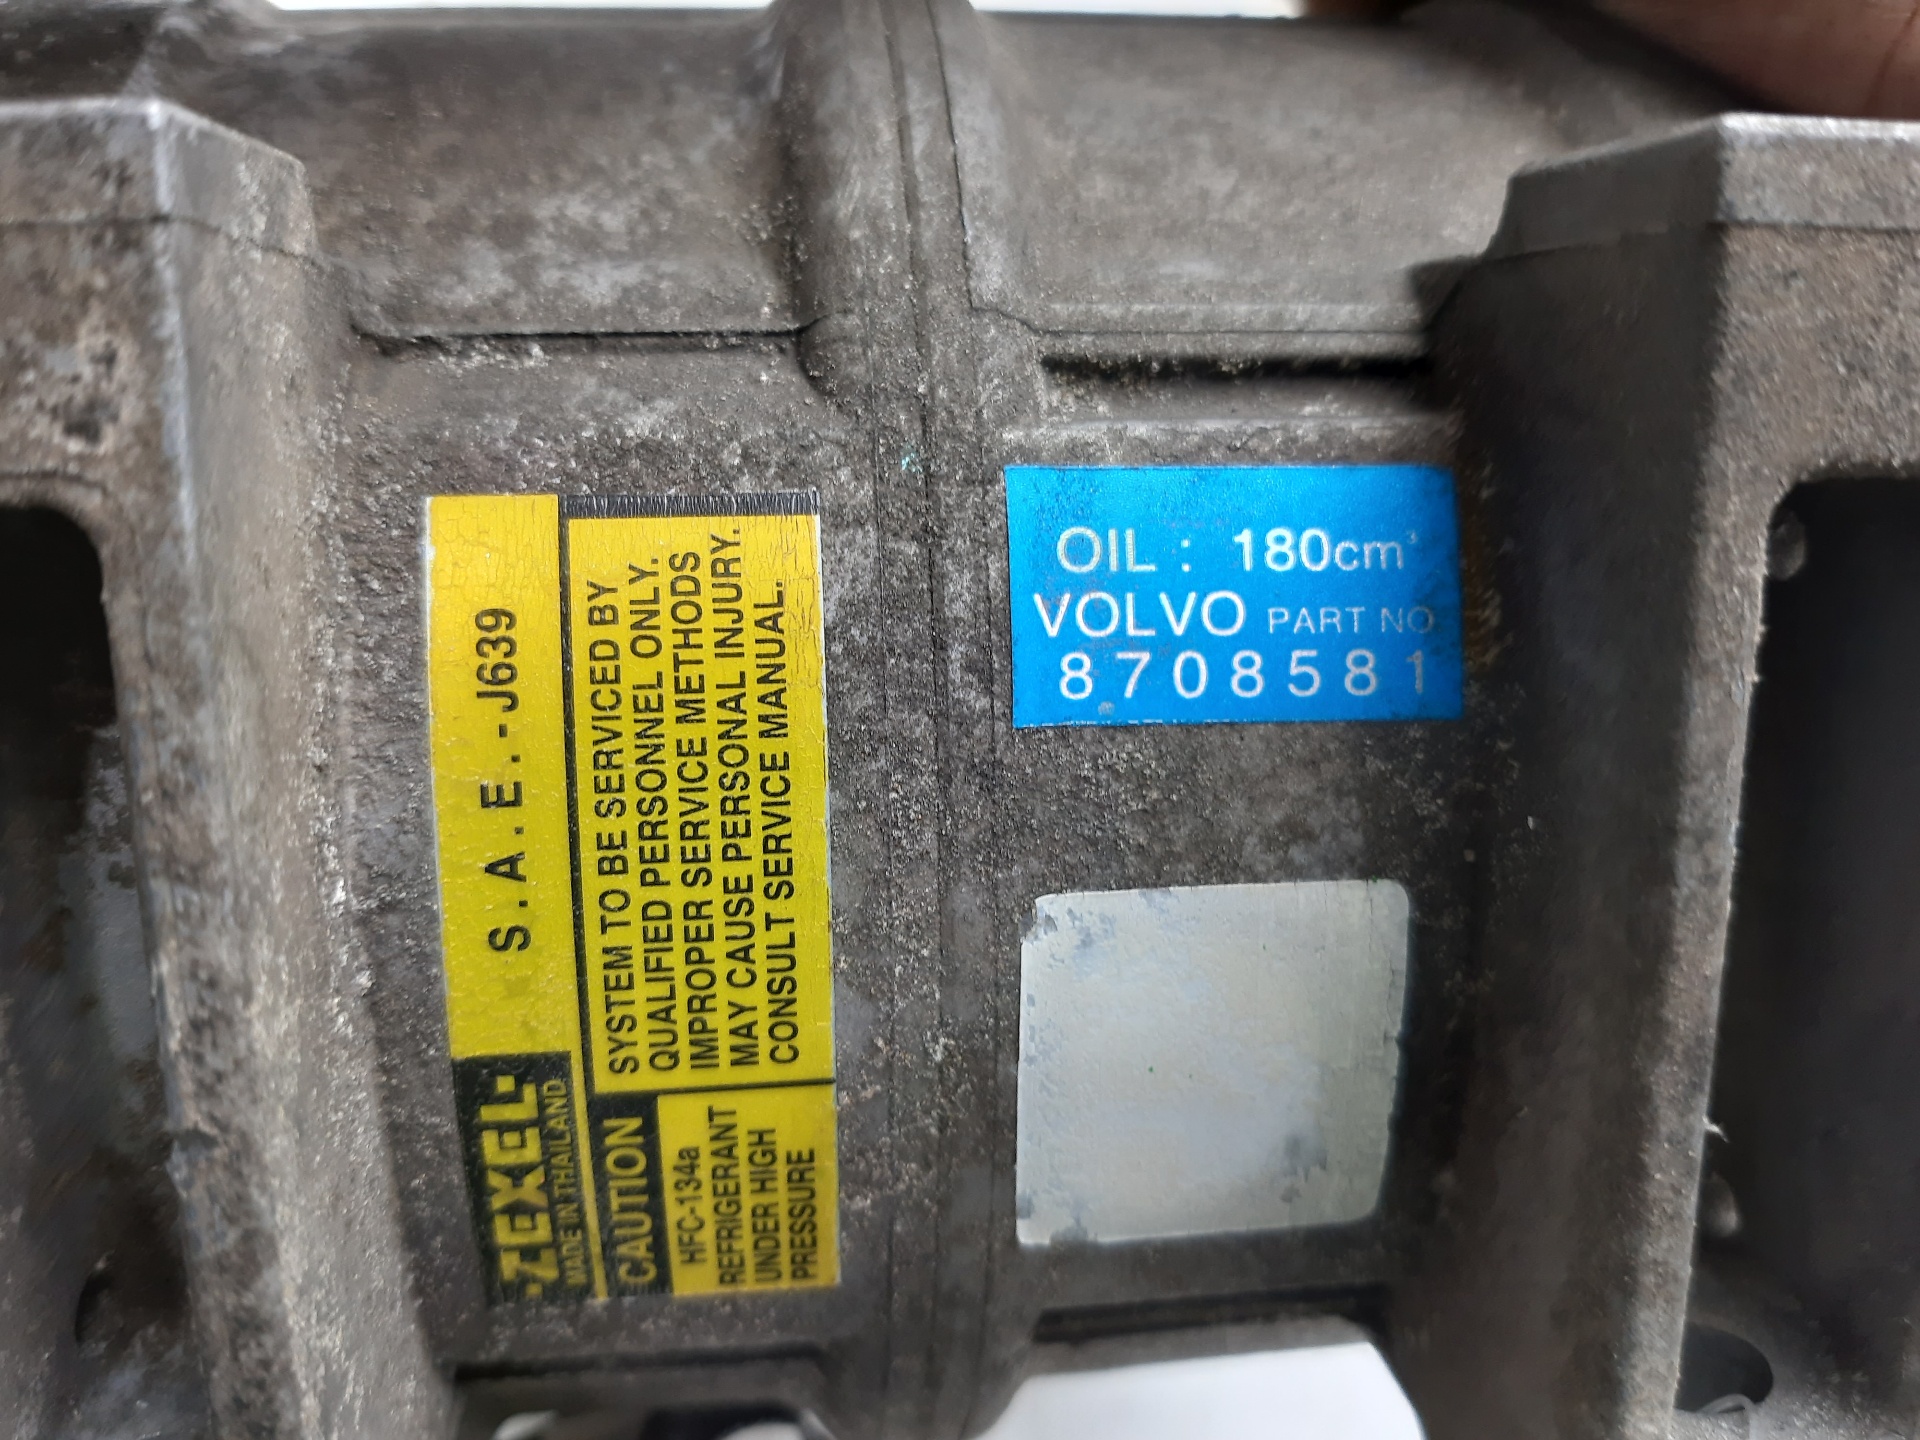 S.A.E.-J639
ZEXEL
MADE IN THAILAND
SYSTEM TO BE SERVICED BY
QUALIFIED PERSONNEL ONLY.
IMPROPER SERVICE METHODS
MAY CAUSE PERSONAL INJURY.
CONSULT SERVICE MANUAL.
CAUTION
HFC-134a
REFRIGERANT
UNDER HIGH
PRESSURE
OIL : 180cm³
VOLVO PART NO
8708581